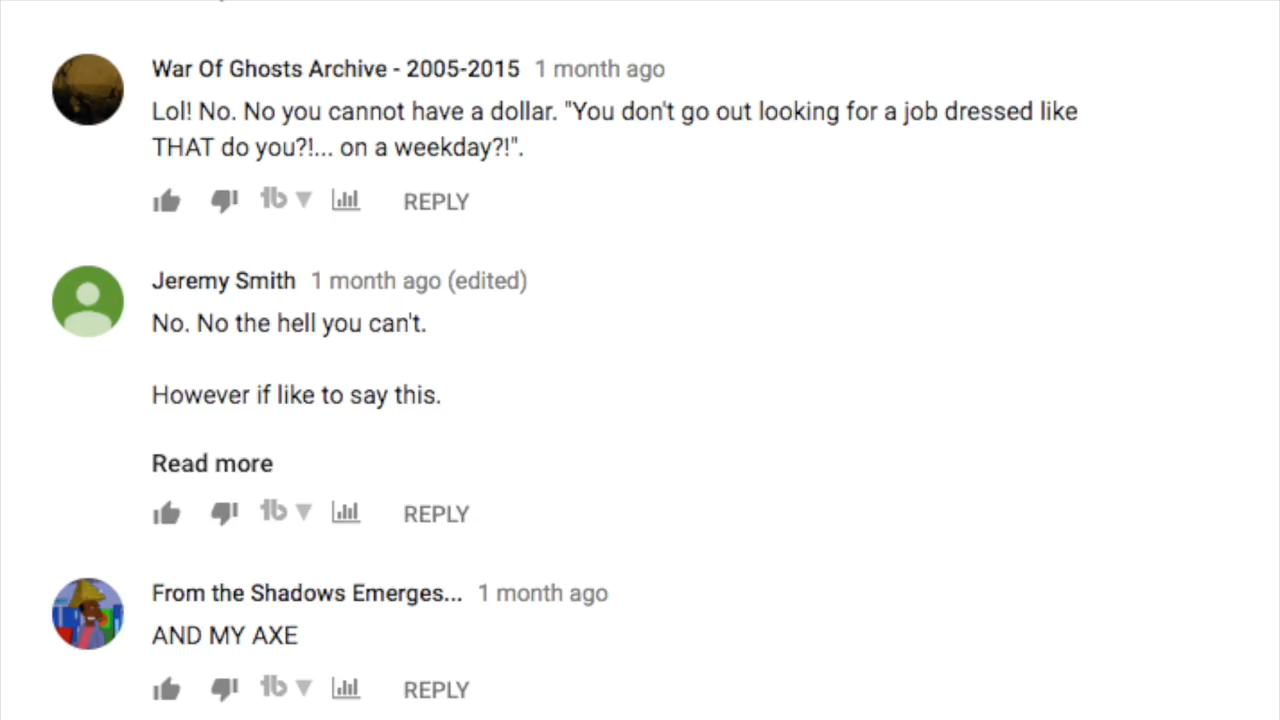 War Of Ghosts Archive - 2005-2015 1 month ago
Lol! No. No you cannot have a dollar. "You don't go out looking for a job dressed like
THAT do you?!... on a weekday?!".
tb REPLY
Jeremy Smith 1 month ago (edited)
No. No the hell you can't.
However if like to say this.
Read more
tb REPLY
From the Shadows Emerges... 1 month ago
AND MY AXE
tb REPLY